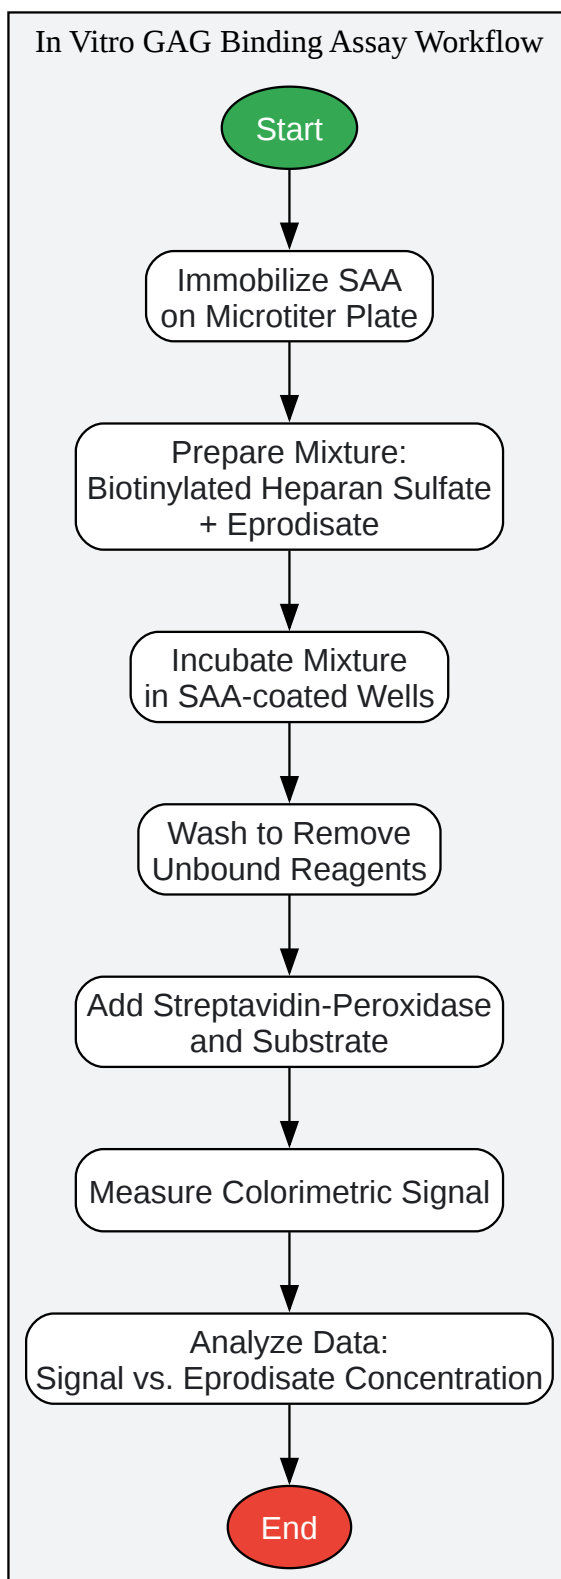 In Vitro GAG Binding Assay Workflow
Start
Immobilize SAA
on Microtiter Plate
Prepare Mixture:
Biotinylated Heparan Sulfate
+ Eprodisate
Incubate Mixture
in SAA-coated Wells
Wash to Remove
Unbound Reagents
Add Streptavidin-Peroxidase
and Substrate
Measure Colorimetric Signal
Analyze Data:
Signal vs. Eprodisate Concentration
End